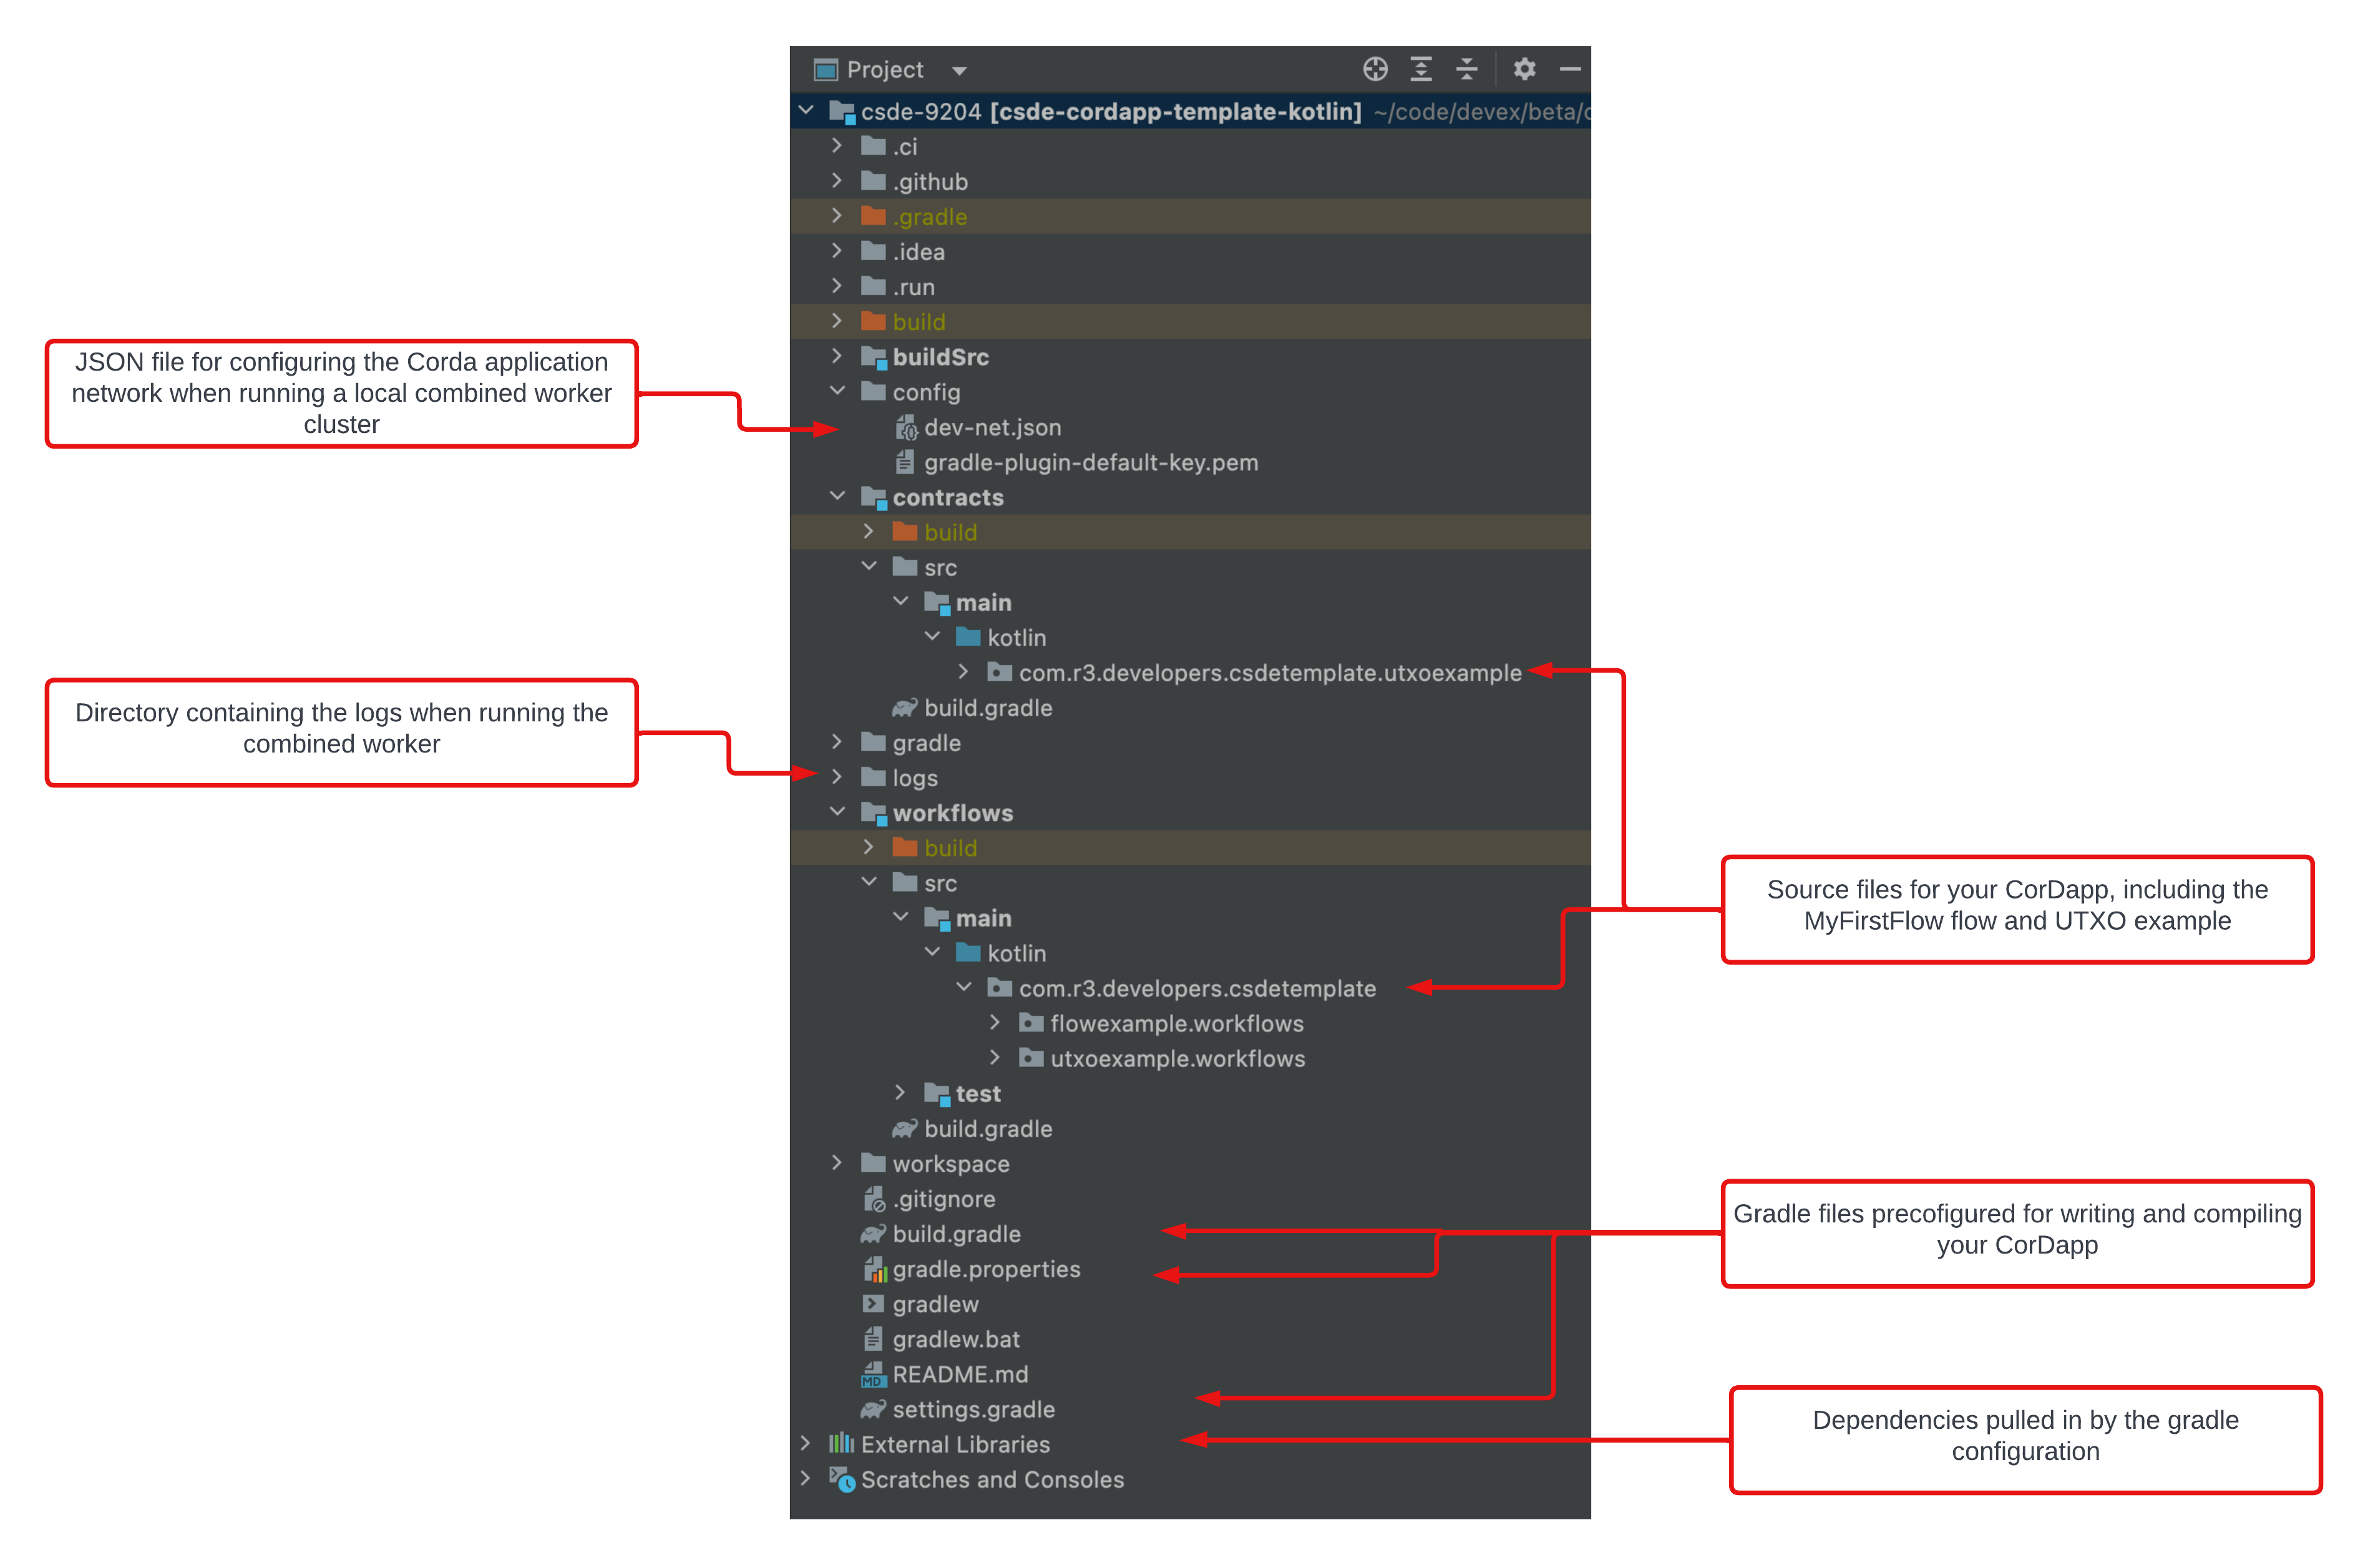 Project
csde-9204 [csde-cordapp-template-kotlin] ~/code/devex/beta/c
.ci
.github
.gradle
.idea
.run
build
buildSrc
config
dev-net.json
gradle-plugin-default-key.pem
contracts
build
src
main
kotlin
com.r3.developers.csdetemplate.utxoexample
build.gradle
gradle
logs
workflows
build
src
main
kotlin
com.r3.developers.csdetemplate
flowexample.workflows
utxoexample.workflows
test
build.gradle
workspace
.gitignore
build.gradle
gradle.properties
gradlew
gradlew.bat
MD README.md
settings.gradle
External Libraries
Scratches and Consoles
JSON file for configuring the Corda application
network when running a local combined worker
cluster
Directory containing the logs when running the
combined worker
Source files for your CorDapp, including the
MyFirstFlow flow and UTXO example
Gradle files precofigured for writing and compiling
your CorDapp
Dependencies pulled in by the gradle
configuration